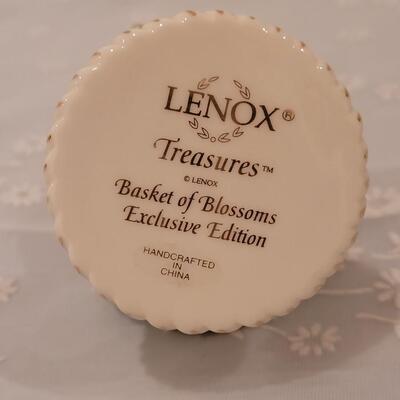 LENOX®
Treasures™
© LENOX
Basket of Blossoms
Exclusive Edition
HANDCRAFTED
IN
CHINA